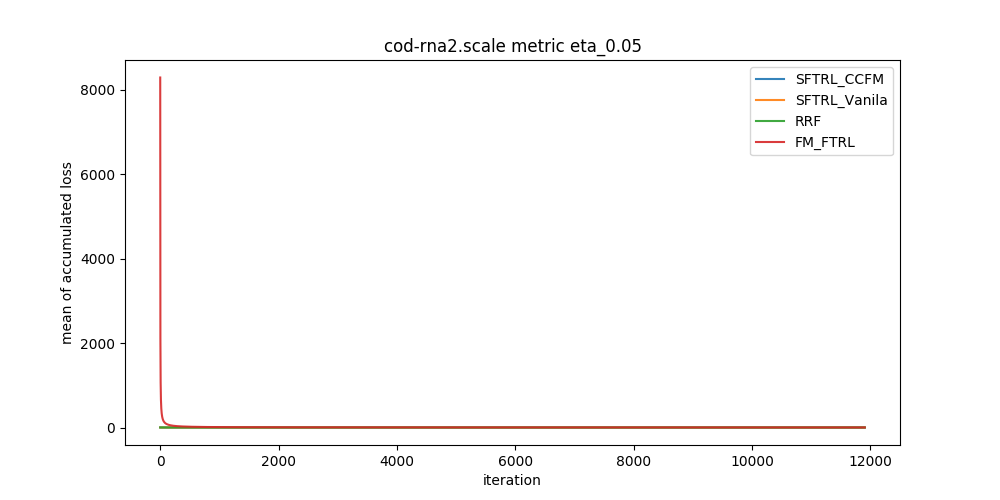 cod-rna2.scale metric eta_0.05
SFTRL_CCFM
SFTRL_Vanila
RRF
FM_FTRL
mean of accumulated loss
8000
6000
4000
2000
0
0 2000 4000 6000 8000 10000 12000
iteration